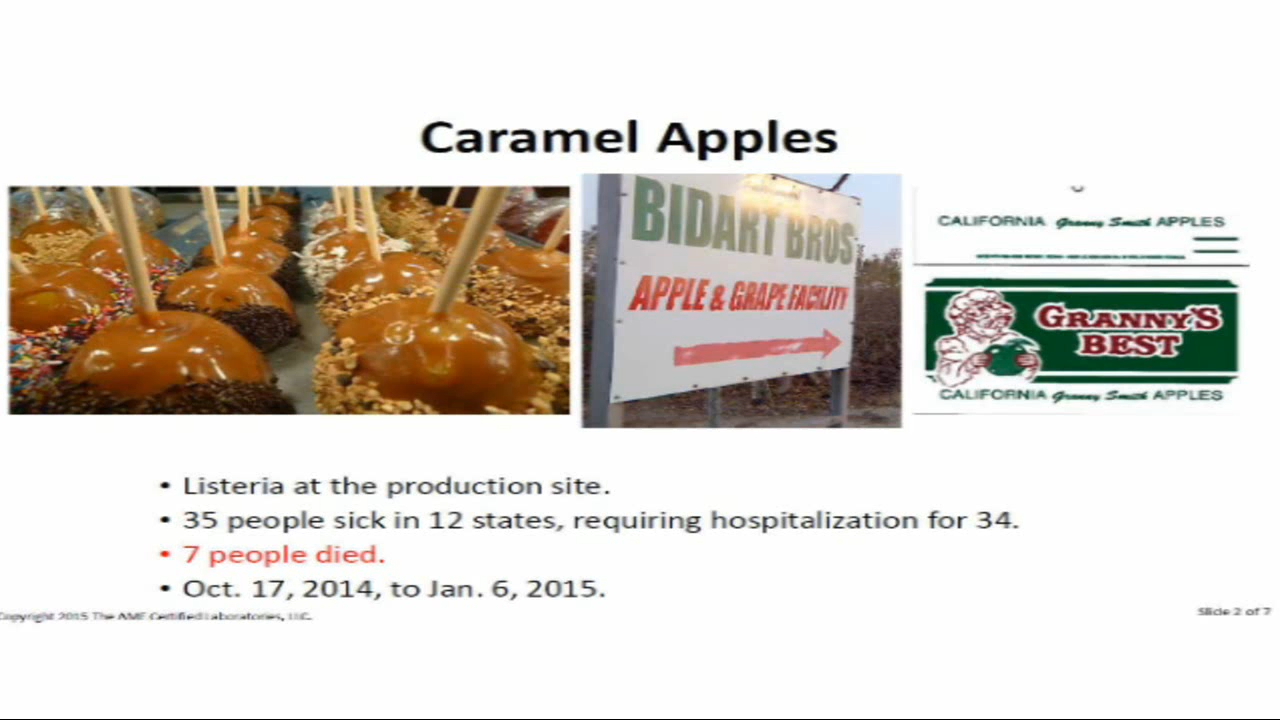 Caramel Apples
BIDART BROS
APPLE & GRAPE FACILITY
CALIFORNIA Granny Smith APPLES
GRANNY'S
BEST
CALIFORNIA Granny Smith APPLES
• Listeria at the production site.
• 35 people sick in 12 states, requiring hospitalization for 34.
• 7 people died.
• Oct. 17, 2014, to Jan. 6, 2015.
Copyright 2015 The AMF Certified Laboratories, LLC.
Slide 2 of 7